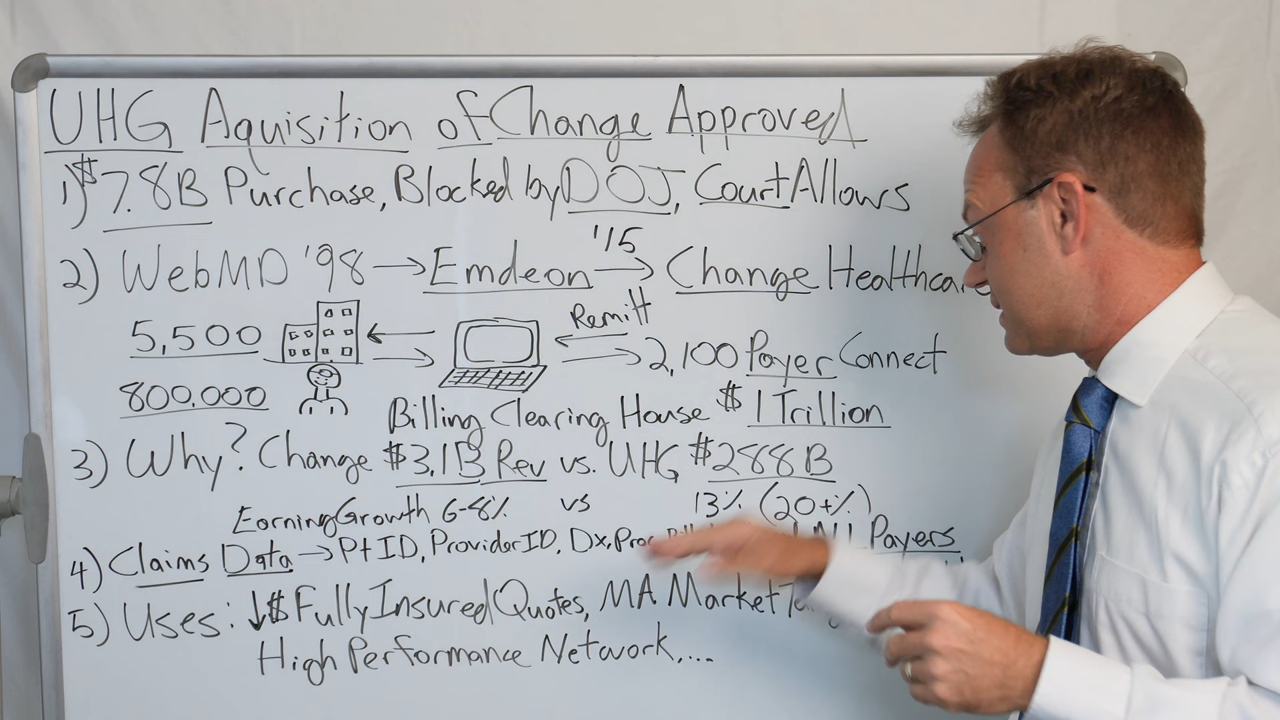 UHG Aquisition of Change Approved
1) $7.8B Purchase, Blocked by DOJ, Court Allows
2) WebMD '98 → Emdeon '15 → Change Healthcare
5,500
Remitt
2,100 Payer Connect
800,000
Billing Clearing House $1 Trillion
3) Why? Change $3.1B Rev vs. UHG $288B
Earning Growth 6-8% vs 13% (20+%)
4) Claims Data → Pt ID, Provider ID, Dx, Proc Payers
5) Uses: ↓$ Fully Insured Quotes, MA Market
High Performance Network,...